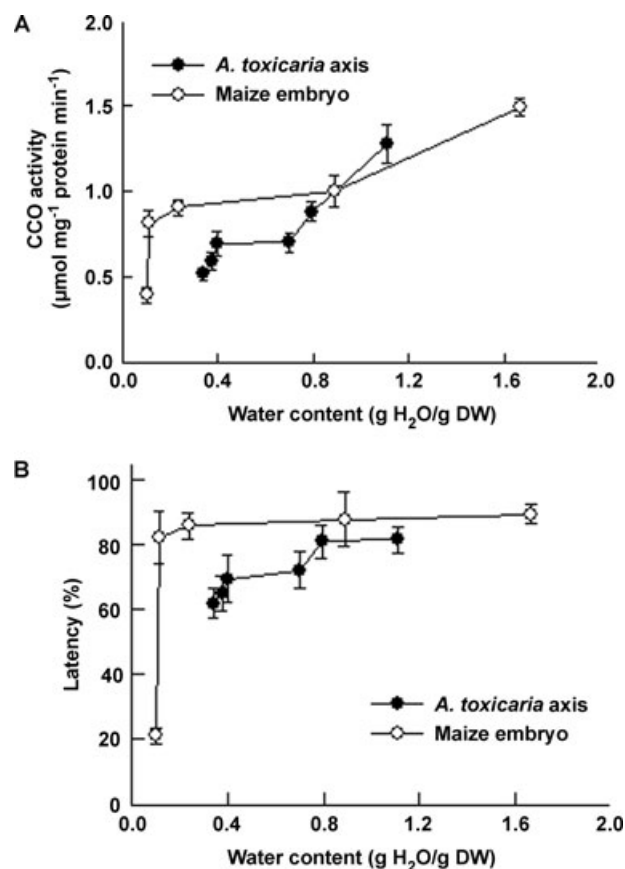 A
2.0
A. toxicaria axis
Maize embryo
1.5
1.0
0.5
0.0
CCO activity
(μmol mg⁻¹ protein min⁻¹)
0.0 0.4 0.8 1.2 1.6 2.0
Water content (g H₂O/g DW)
B
100
80
60
40
20
0
Latency (%)
A. toxicaria axis
Maize embryo
0.0 0.4 0.8 1.2 1.6 2.0
Water content (g H₂O/g DW)